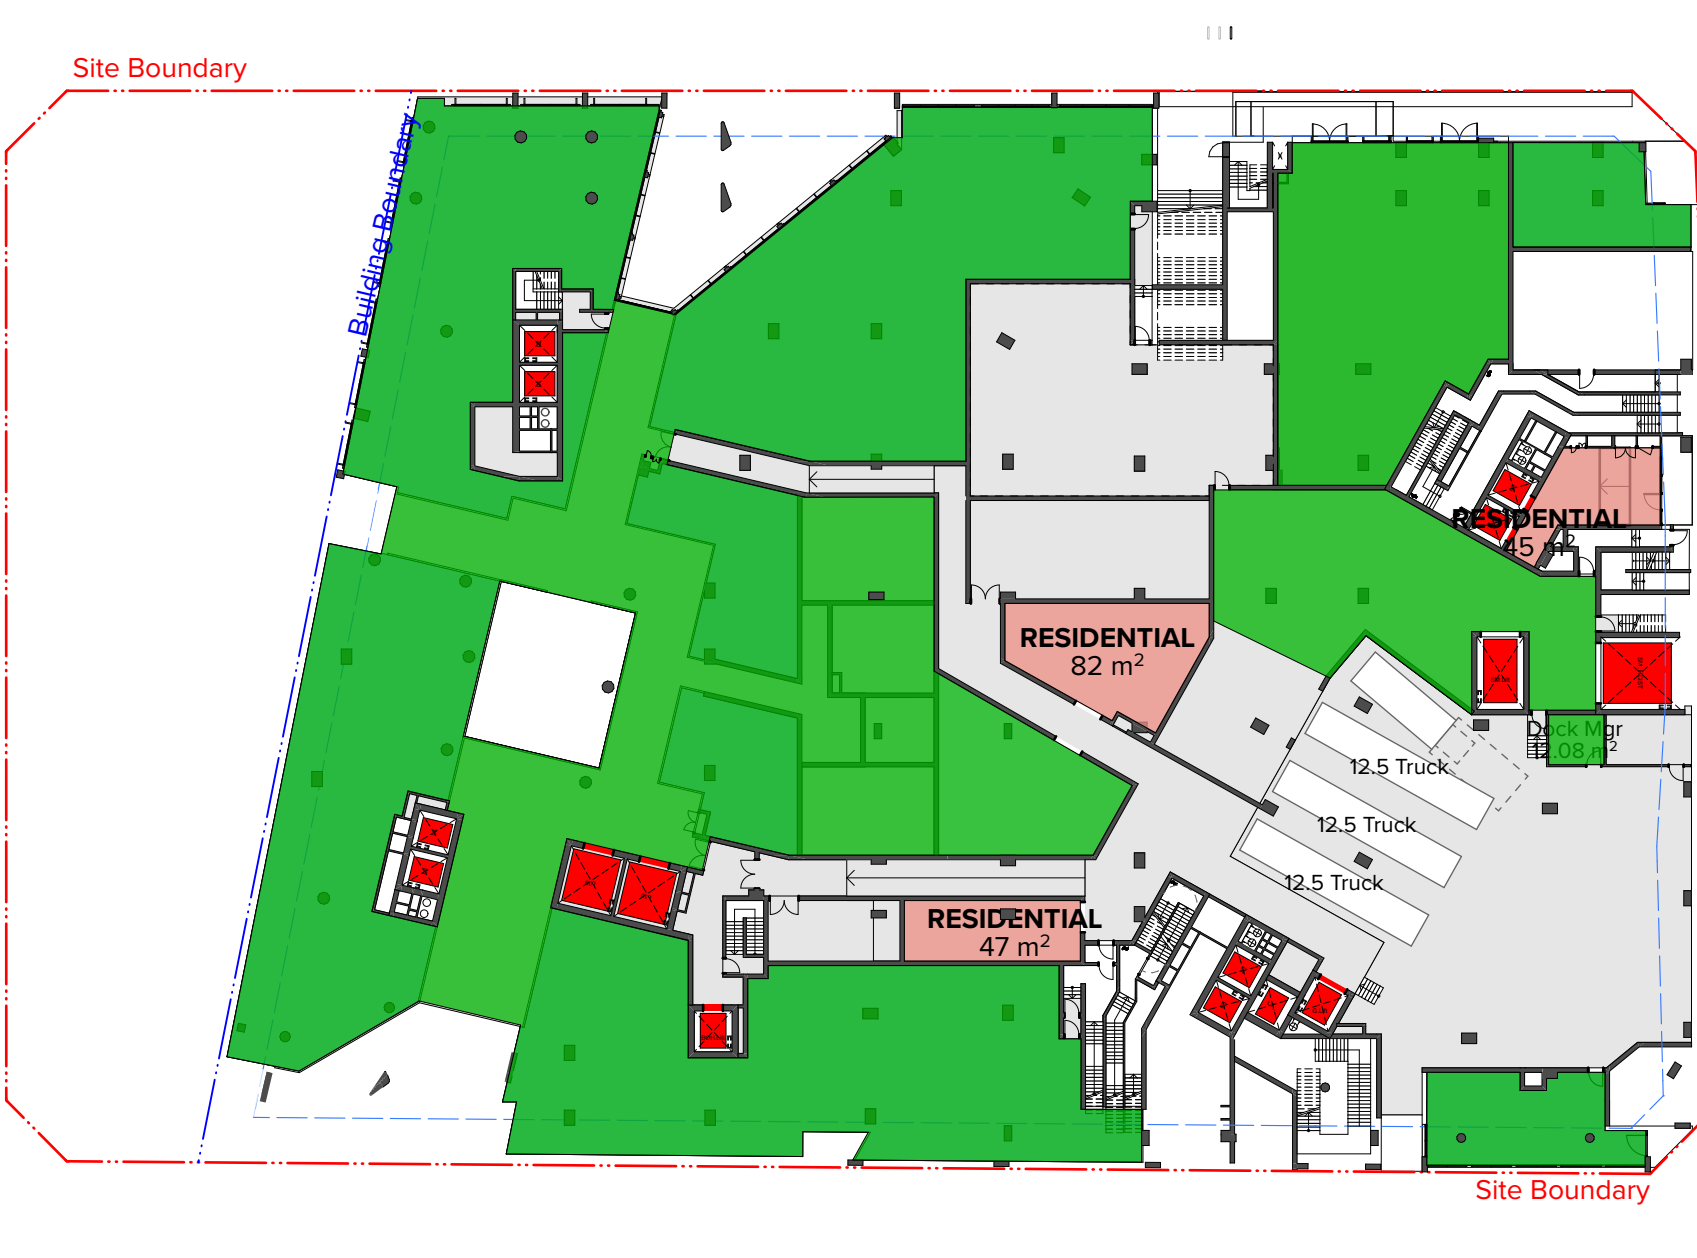 Site Boundary
Building Boundary
RESIDENTIAL
45 m²
RESIDENTIAL
82 m²
Dock Mgr
12.08 m²
12.5 Truck
12.5 Truck
12.5 Truck
RESIDENTIAL
47 m²
Site Boundary